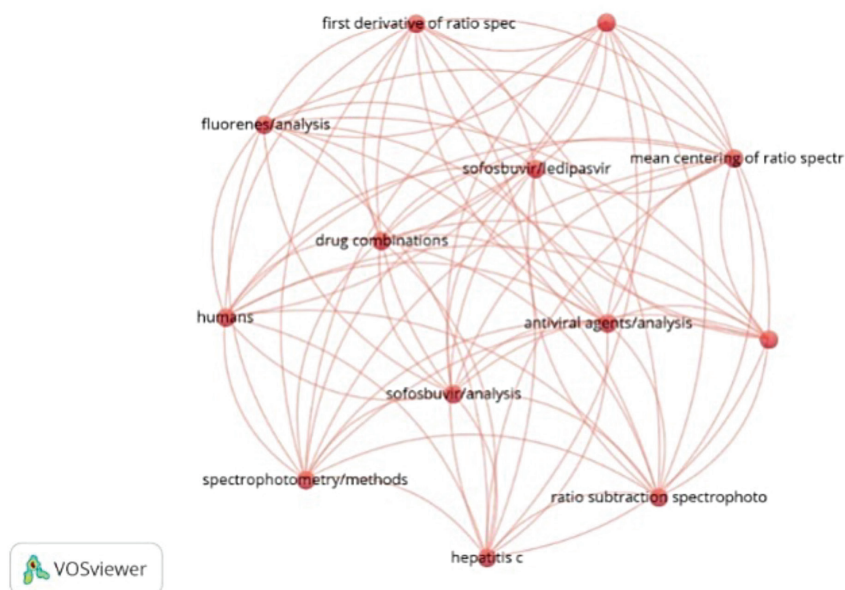 first derivative of ratio spec
fluorenes/analysis
mean centering of ratio spectr
sofosbuvir/ledipasvir
drug combinations
humans
antiviral agents/analysis
sofosbuvir/analysis
spectrophotometry/methods
ratio subtraction spectrophoto
hepatitis c
VOSviewer